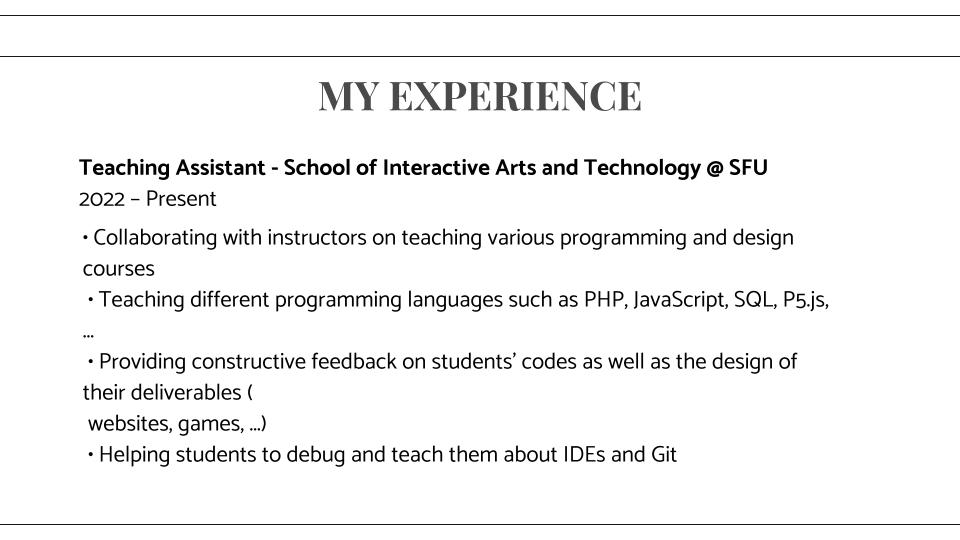 MY EXPERIENCE
Teaching Assistant - School of Interactive Arts and Technology @ SFU
2022 – Present
• Collaborating with instructors on teaching various programming and design
courses
• Teaching different programming languages such as PHP, JavaScript, SQL, P5.js,
...
• Providing constructive feedback on students’ codes as well as the design of
their deliverables (
websites, games, ...)
• Helping students to debug and teach them about IDEs and Git